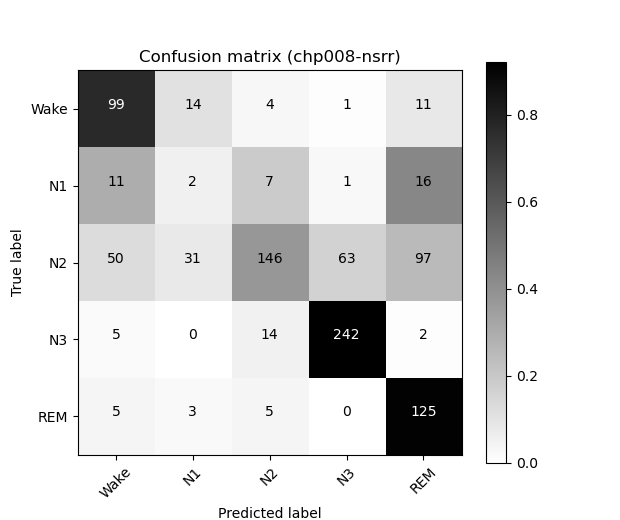 Confusion matrix (chp008-nsrr)
Wake 99 14 4 1 11
N1 11 2 7 1 16
N2 50 31 146 63 97
N3 5 0 14 242 2
REM 5 3 5 0 125
Wake N1 N2 N3 REM
True label
Predicted label
0.8
0.6
0.4
0.2
0.0